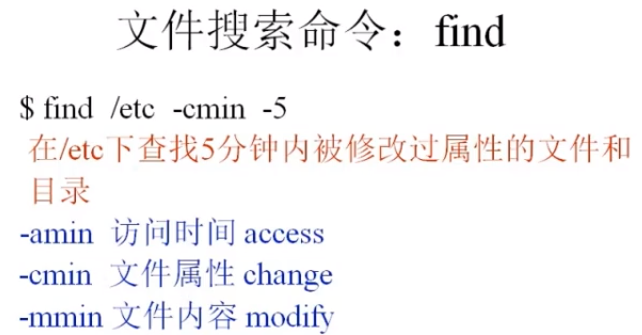 文件搜索命令：find
$ find /etc -cmin -5
在/etc下查找5分钟内被修改过属性的文件和
目录
-amin 访问时间 access
-cmin 文件属性 change
-mmin 文件内容 modify